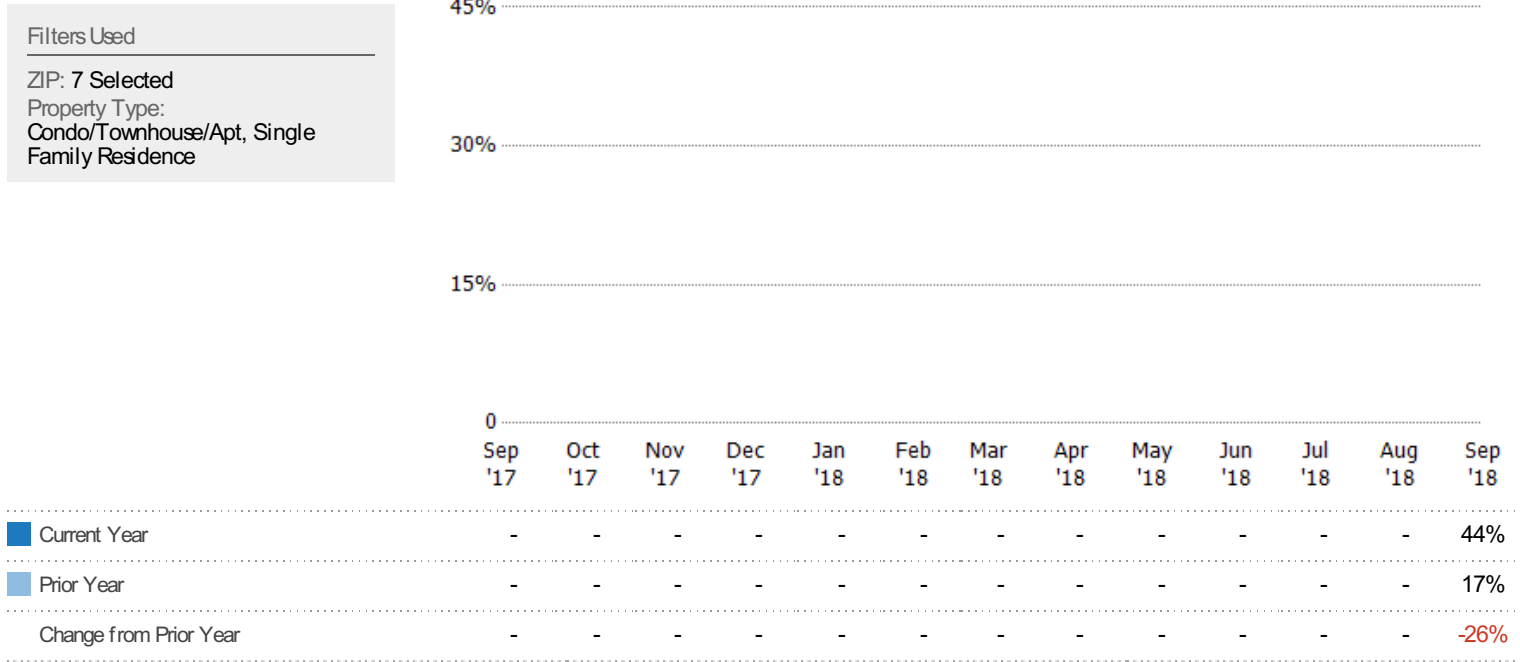 Filters Used
ZIP: 7 Selected
Property Type:
Condo/Townhouse/Apt, Single
Family Residence
45%
30%
15%
0
Sep Oct Nov Dec Jan Feb Mar Apr May Jun Jul Aug Sep
'17 '17 '17 '17 '18 '18 '18 '18 '18 '18 '18 '18 '18
Current Year - - - - - - - - - - - - 44%
Prior Year - - - - - - - - - - - - 17%
Change from Prior Year - - - - - - - - - - - - -26%